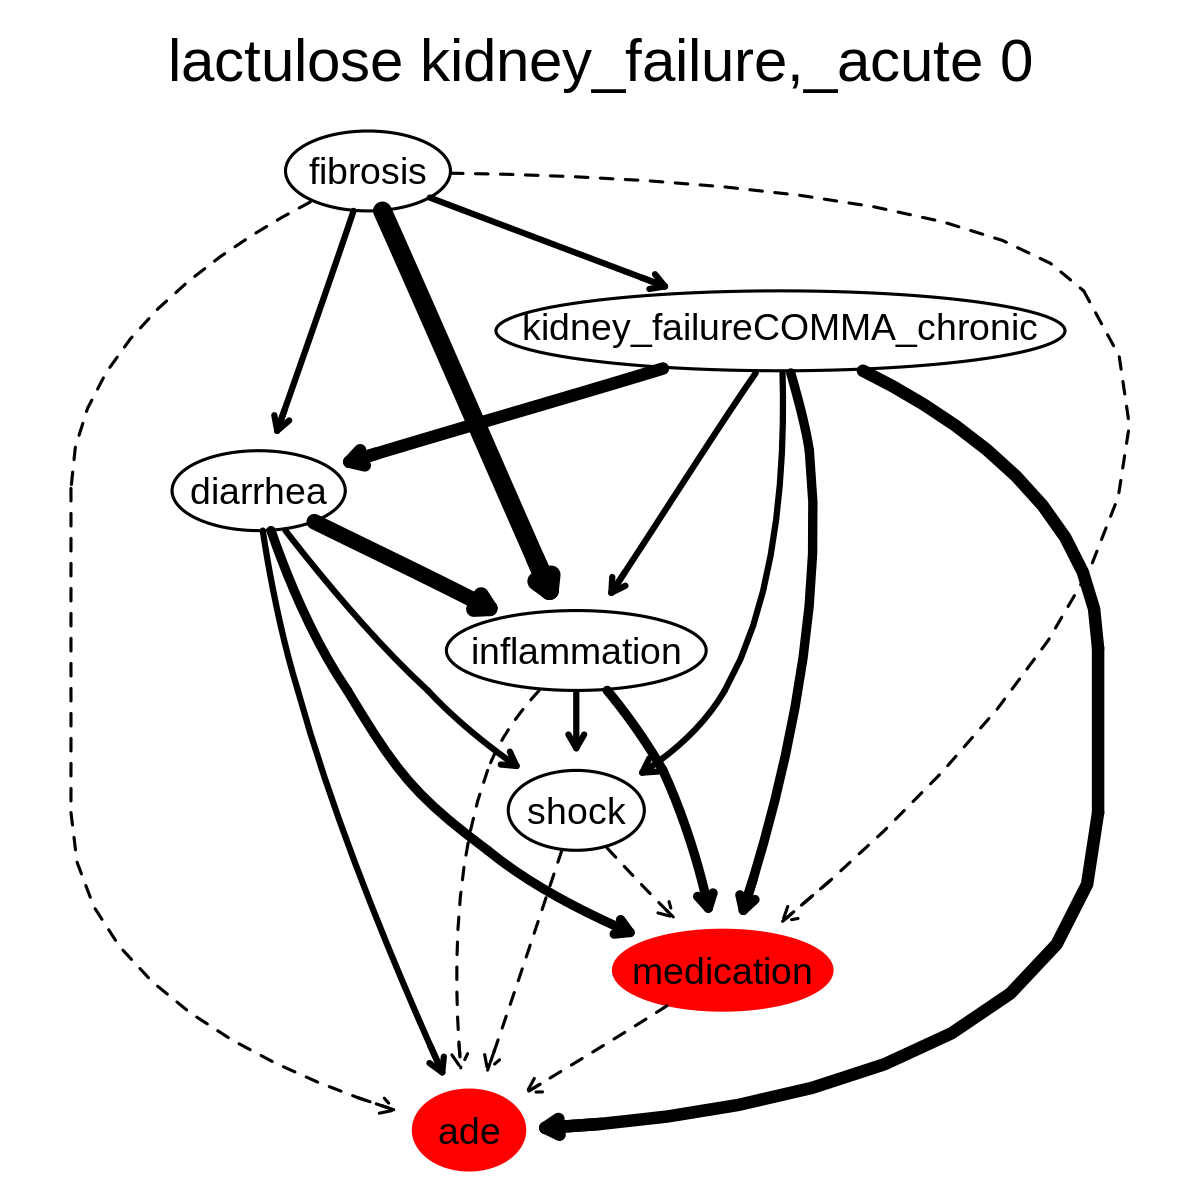 lactulose kidney_failure,_acute 0
fibrosis
kidney_failureCOMMA_chronic
diarrhea
inflammation
shock
medication
ade